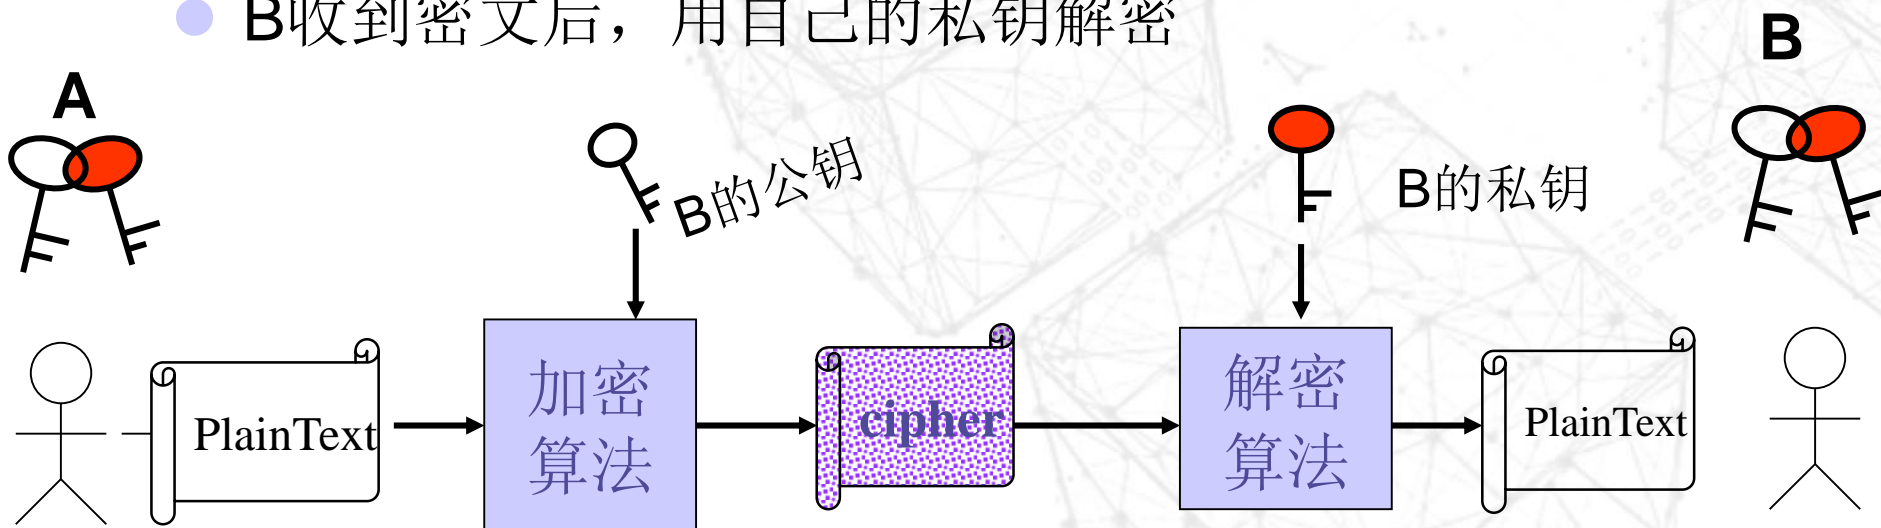 B收到密文后，用自己的私钥解密
A
B
B的公钥
B的私钥
PlainText
加密
算法
cipher
解密
算法
PlainText